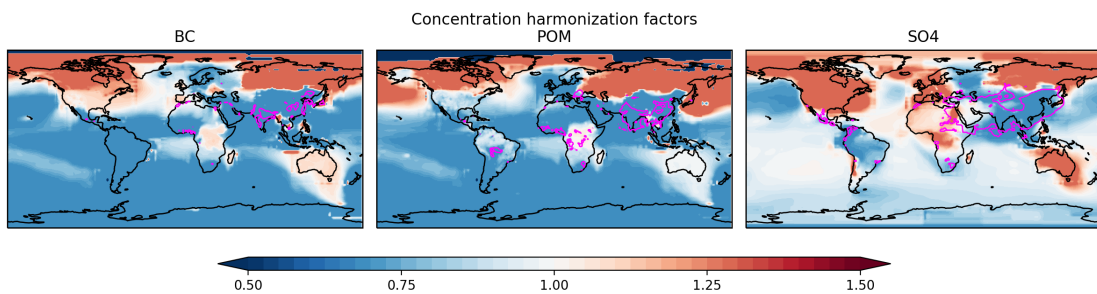 Concentration harmonization factors
BC
POM
SO4
0.50
0.75
1.00
1.25
1.50